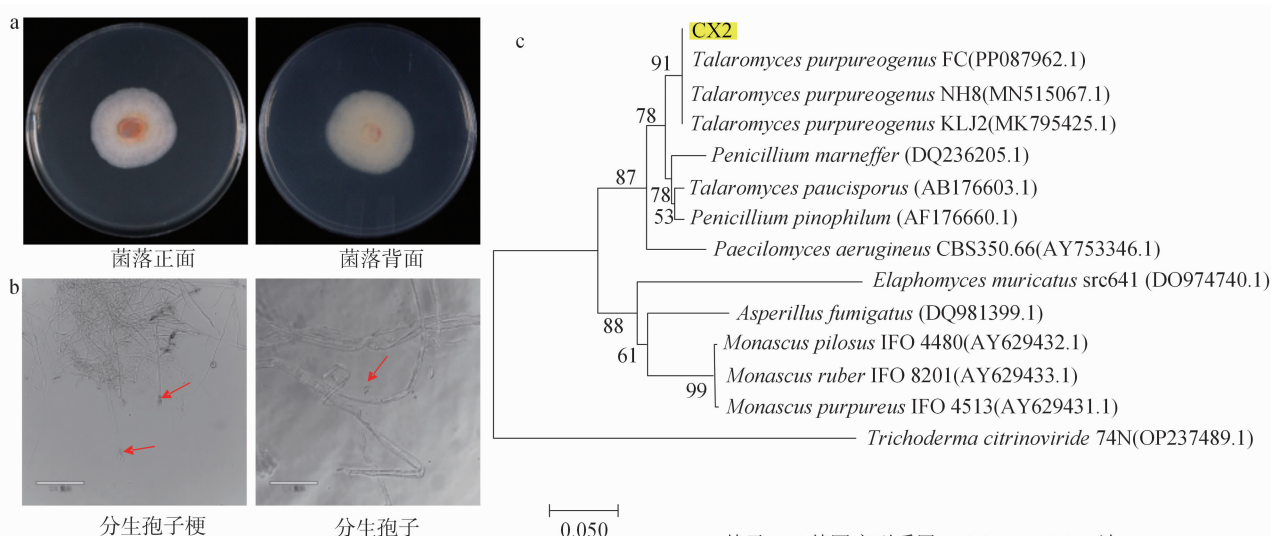 a
菌落正面
菌落背面
b
分生孢子梗
分生孢子
c
CX2
Talaromyces purpureogenus FC(PP087962.1)
Talaromyces purpureogenus NH8(MN515067.1)
Talaromyces purpureogenus KLJ2(MK795425.1)
Penicillium marneffer (DQ236205.1)
Talaromyces paucisporus (AB176603.1)
Penicillium pinophilum (AF176660.1)
Paecilomyces aerugineus CBS350.66(AY753346.1)
Elaphomyces muricatus src641 (DO974740.1)
Asperillus fumigatus (DQ981399.1)
Monascus pilosus IFO 4480(AY629432.1)
Monascus ruber IFO 8201(AY629433.1)
Monascus purpureus IFO 4513(AY629431.1)
Trichoderma citrinoviride 74N(OP237489.1)
91
78
87
78
53
88
61
99
0.050